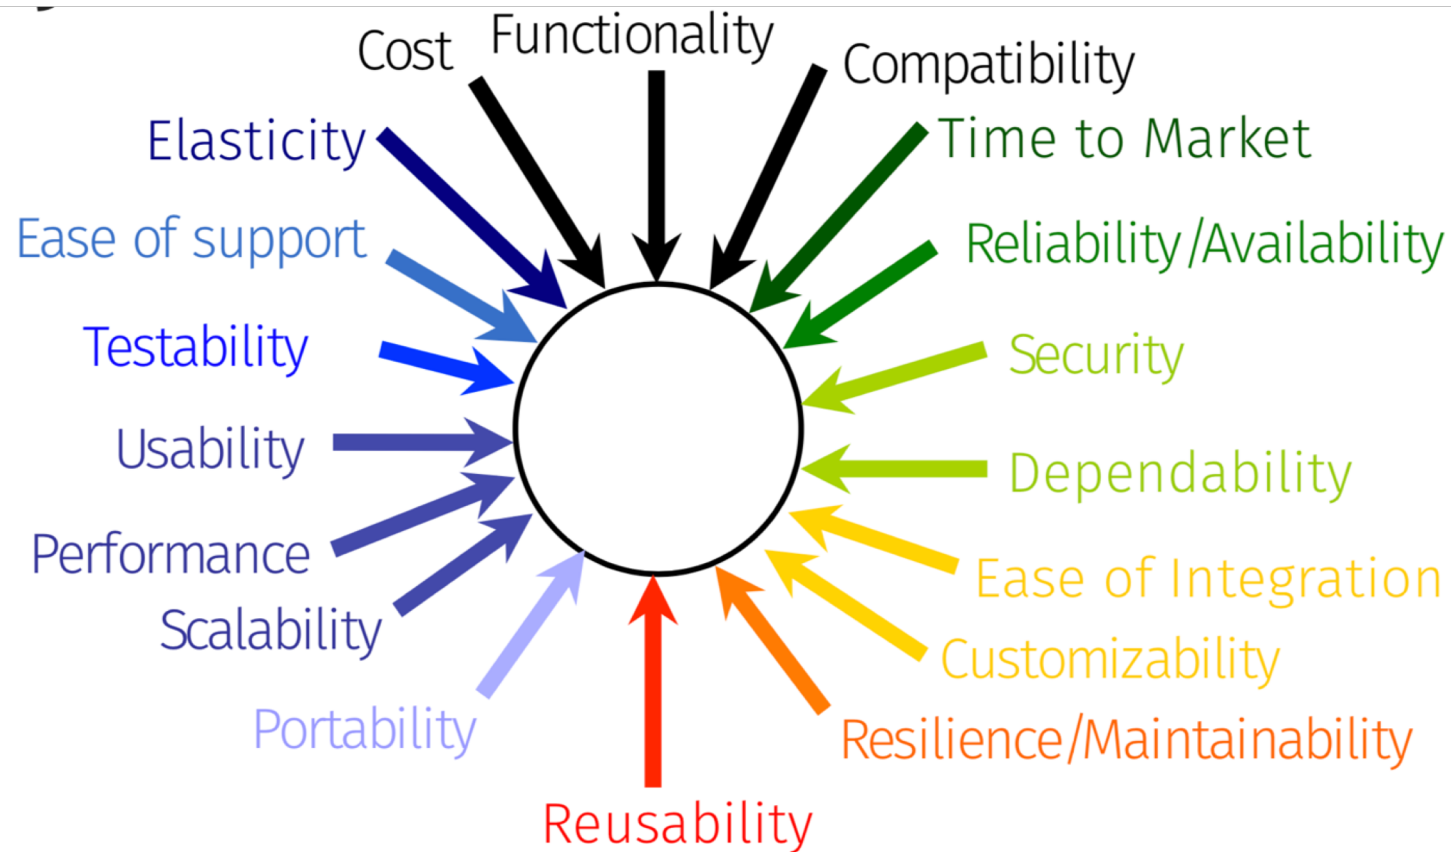 Cost
Functionality
Compatibility
Elasticity
Time to Market
Ease of support
Reliability/Availability
Testability
Security
Usability
Dependability
Performance
Ease of Integration
Scalability
Customizability
Portability
Resilience/Maintainability
Reusability